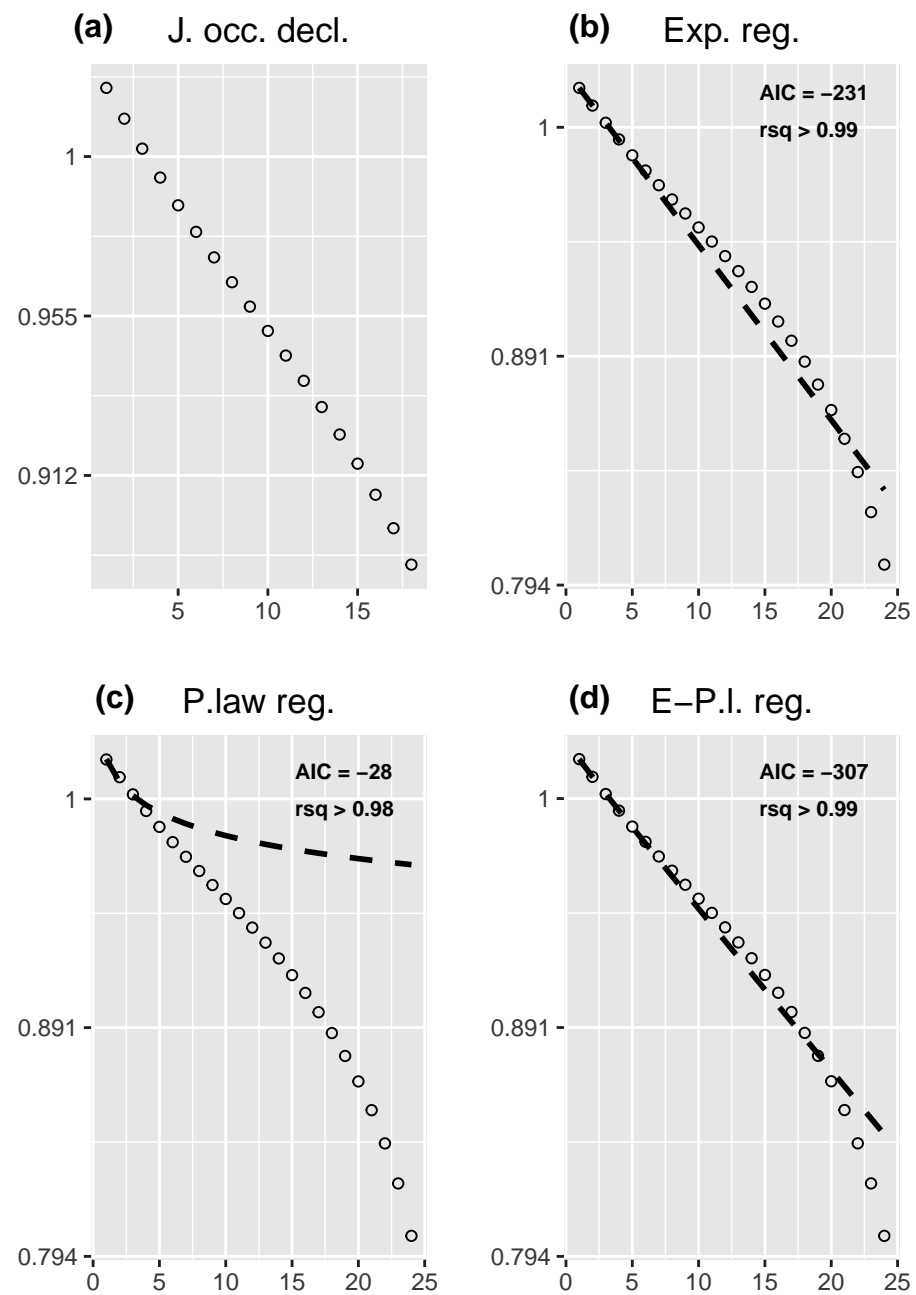 (a) J. occ. decl.
1
0.955
0.912
5 10 15
(b) Exp. reg.
AIC = −231
rsq > 0.99
1
0.891
0.794
0 5 10 15 20 25
(c) P.law reg.
AIC = −28
rsq > 0.98
1
0.891
0.794
0 5 10 15 20 25
(d) E−P.l. reg.
AIC = −307
rsq > 0.99
1
0.891
0.794
0 5 10 15 20 25